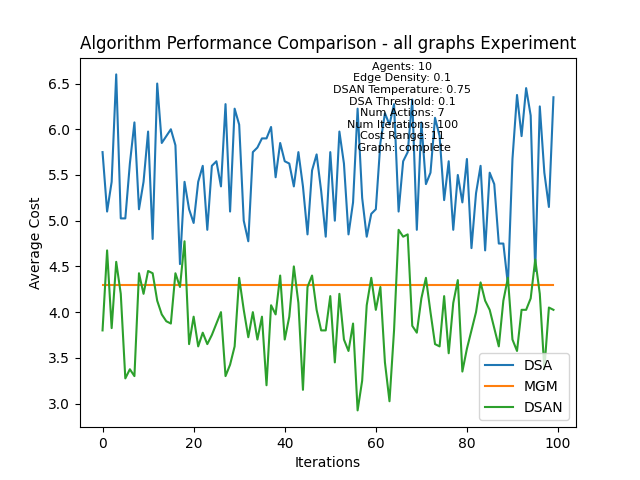 Algorithm Performance Comparison - all graphs Experiment
Agents: 10
Edge Density: 0.1
DSAN Temperature: 0.75
DSA Threshold: 0.1
Num Actions: 7
Num Iterations: 100
Cost Range: 11
Graph: complete
Average Cost
6.5
6.0
5.5
5.0
4.5
4.0
3.5
3.0
DSA
MGM
DSAN
0
20
40
60
80
100
Iterations